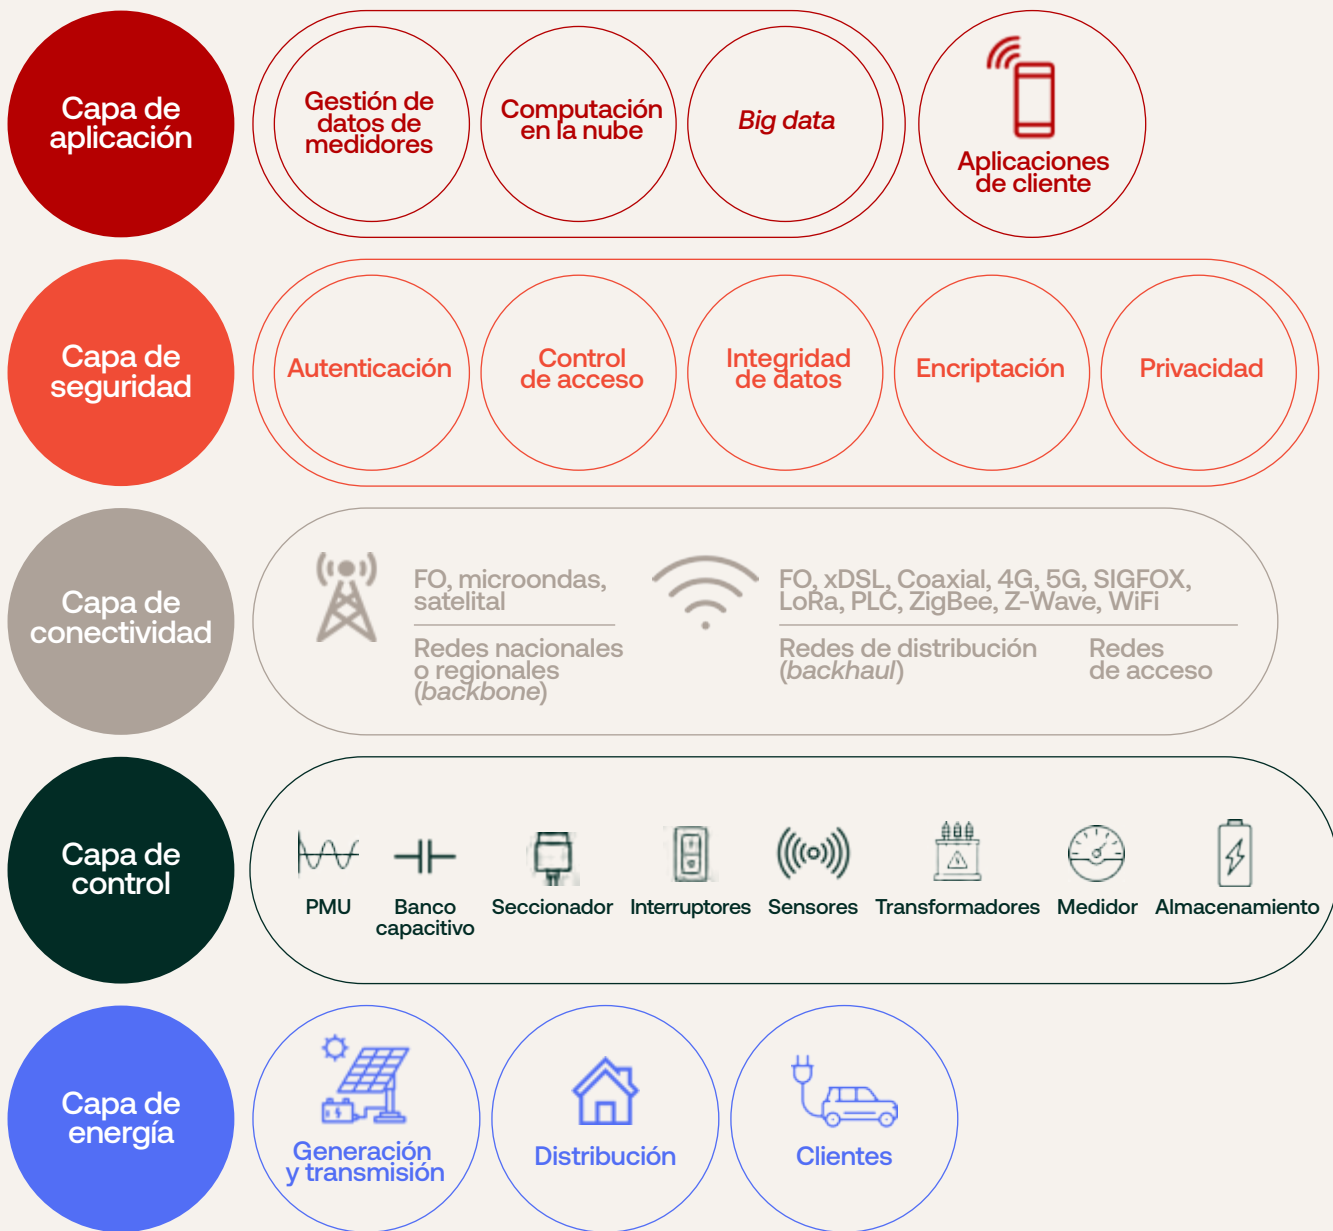 Capa de
aplicación
Gestión de
datos de
medidores
Computación
en la nube
Big data
Aplicaciones
de cliente
Capa de
seguridad
Autenticación
Control
de acceso
Integridad
de datos
Encriptación
Privacidad
Capa de
conectividad
FO, microondas,
satelital
Redes nacionales
o regionales
(backbone)
FO, xDSL, Coaxial, 4G, 5G, SIGFOX,
LoRa, PLC, ZigBee, Z-Wave, WiFi
Redes de distribución
(backhaul)
Redes
de acceso
Capa de
control
PMU
Banco
capacitivo
Seccionador
Interruptores
Sensores
Transformadores
Medidor
Almacenamiento
Capa de
energía
Generación
y transmisión
Distribución
Clientes